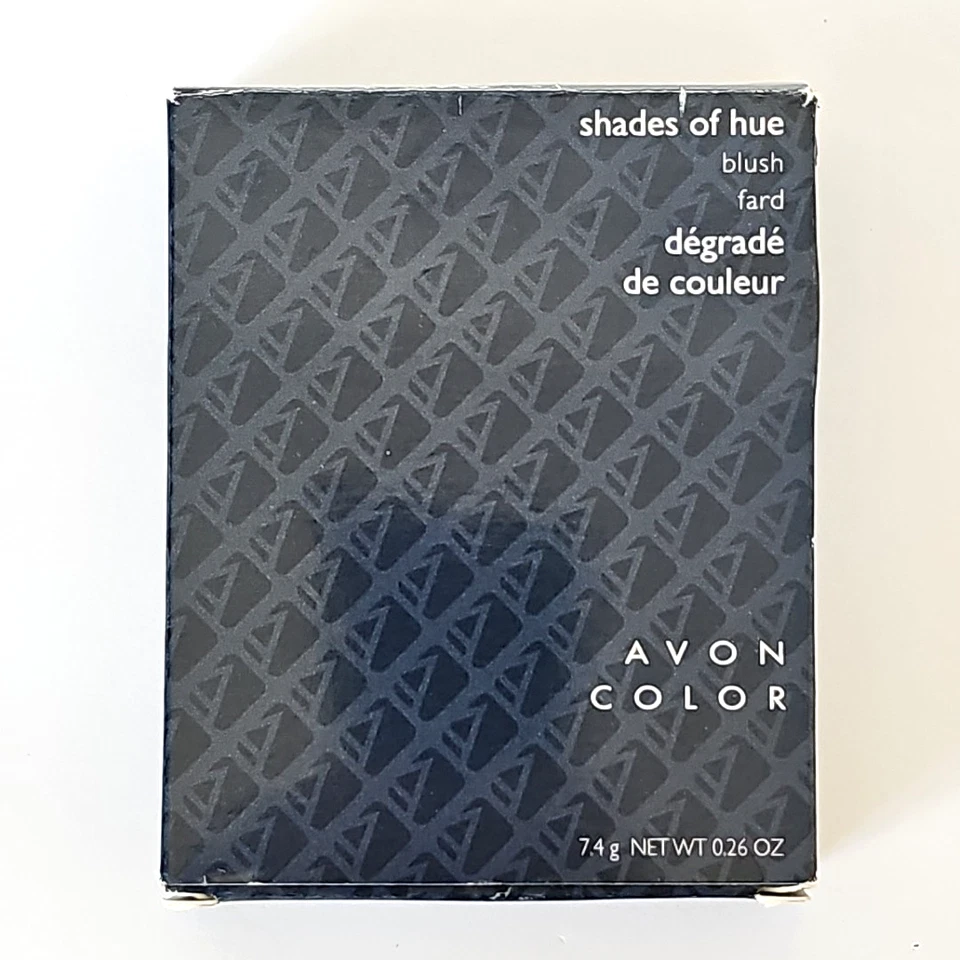 shades of hue
blush
fard
dégradé
de couleur
AVON
COLOR
7.4 g NET WT 0.26 OZ